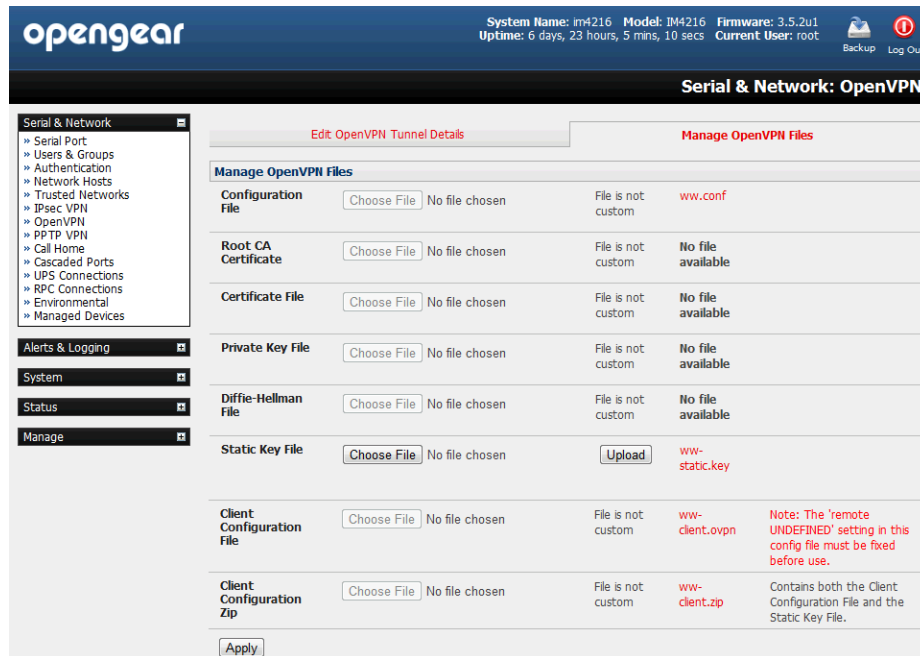 opengear
System Name: im4216 Model: IM4216 Firmware: 3.5.2u1
Uptime: 6 days, 23 hours, 5 mins, 10 secs Current User: root
Backup
Log Ou
Serial & Network: OpenVPN
Serial & Network
» Serial Port
» Users & Groups
» Authentication
» Network Hosts
» Trusted Networks
» IPsec VPN
» OpenVPN
» PPTP VPN
» Call Home
» Cascaded Ports
» UPS Connections
» RPC Connections
» Environmental
» Managed Devices
Alerts & Logging
System
Status
Manage
Edit OpenVPN Tunnel Details
Manage OpenVPN Files
Manage OpenVPN Files
Configuration
File
Choose File No file chosen
File is not
custom
ww.conf
Root CA
Certificate
Choose File No file chosen
File is not
custom
No file
available
Certificate File
Choose File No file chosen
File is not
custom
No file
available
Private Key File
Choose File No file chosen
File is not
custom
No file
available
Diffie-Hellman
File
Choose File No file chosen
File is not
custom
No file
available
Static Key File
Choose File No file chosen
Upload
ww-
static.key
Client
Configuration
File
Choose File No file chosen
File is not
custom
ww-
client.ovpn
Note: The 'remote
UNDEFINED' setting in this
config file must be fixed
before use.
Client
Configuration
Zip
Choose File No file chosen
File is not
custom
ww-
client.zip
Contains both the Client
Configuration File and the
Static Key File.
Apply